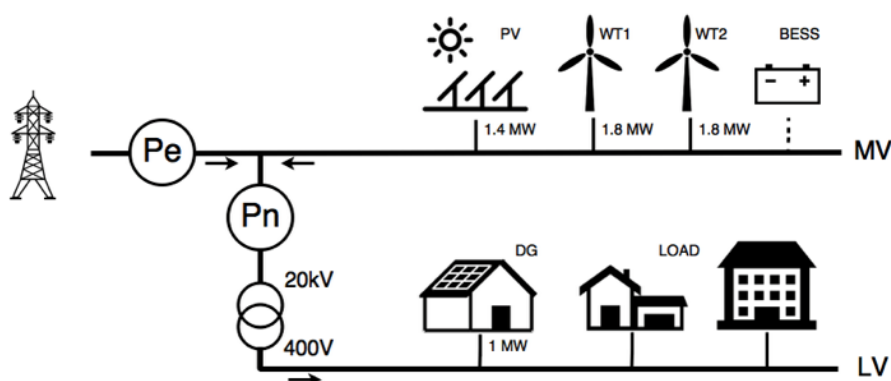 PV WT1 WT2 BESS
1.4 MW 1.8 MW 1.8 MW
Pe MV
Pn
20kV
400V
DG LOAD
1 MW
LV